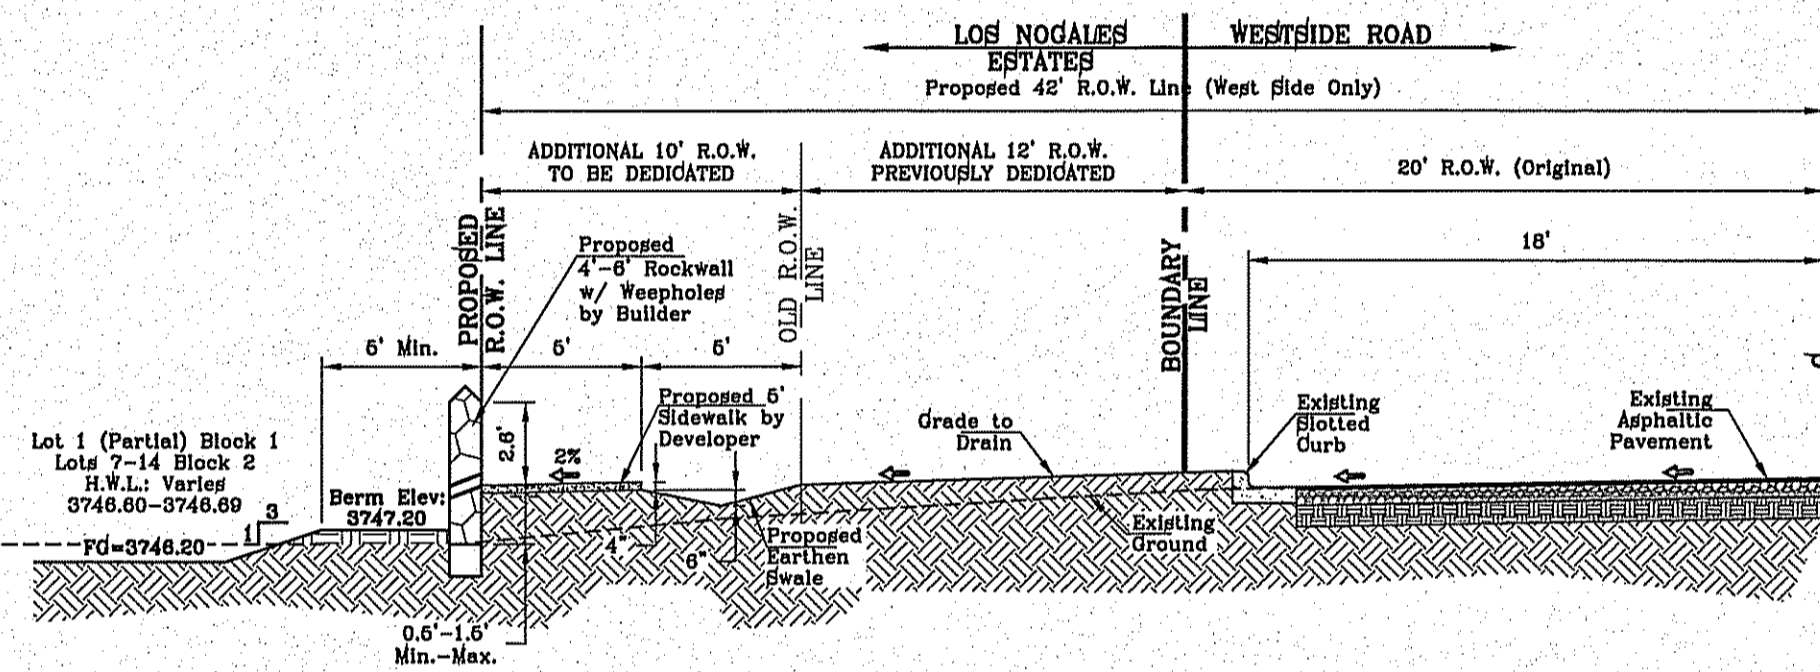 LOS NOGALES
ESTATES
WESTSIDE ROAD
Proposed 42' R.O.W. Line (West Side Only)
ADDITIONAL 10' R.O.W.
TO BE DEDICATED
ADDITIONAL 12' R.O.W.
PREVIOUSLY DEDICATED
20' R.O.W. (Original)
PROPOSED
R.O.W. LINE
Proposed
4'-6' Rockwall
w/ Weepholes
by Builder
OLD R.O.W.
LINE
BOUNDARY
LINE
18'
5' Min.
5'
5'
Proposed 5'
Sidewalk by
Developer
2.6'
2%
Grade to
Drain
Existing
Slotted
Curb
Existing
Asphaltic
Pavement
Lot 1 (Partial) Block 1
Lots 7-14 Block 2
H.W.L.: Varies
3746.60-3746.69
Berm Elev:
3747.20
3
1
FG=3746.20
4"
6"
Proposed
Earthen
Swale
Existing
Ground
0.5'-1.5'
Min.-Max.